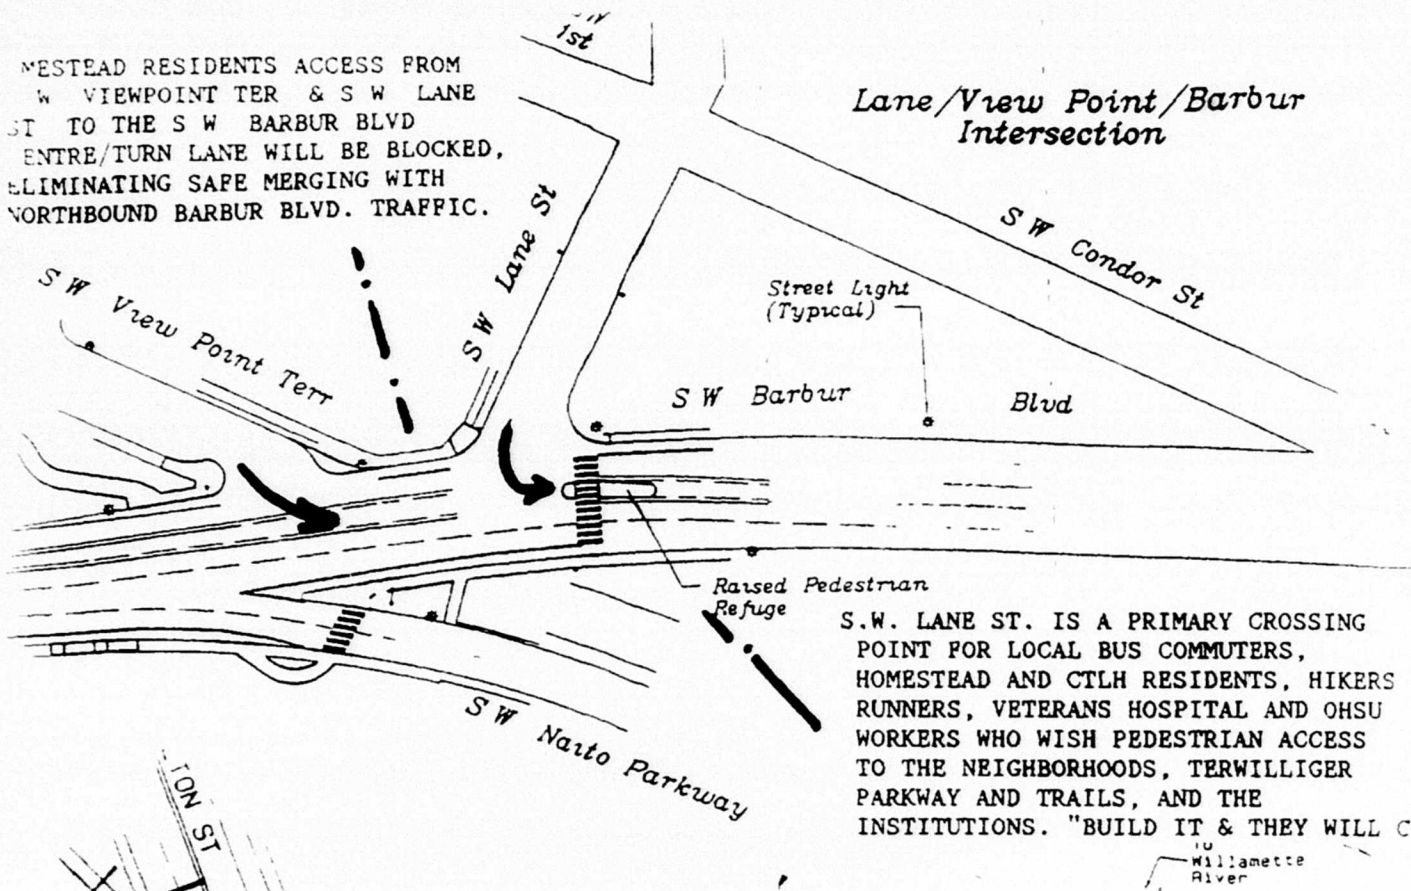 1st
MESTEAD RESIDENTS ACCESS FROM
W VIEWPOINT TER & S W LANE
ST TO THE S W BARBUR BLVD
ENTRE/TURN LANE WILL BE BLOCKED,
ELIMINATING SAFE MERGING WITH
NORTHBOUND BARBUR BLVD. TRAFFIC.
Lane/View Point/Barbur
Intersection
S W Lane St
S W Condor St
S W View Point Terr
Street Light
(Typical)
S W Barbur Blvd
Raised Pedestrian
Refuge
S.W. LANE ST. IS A PRIMARY CROSSING
POINT FOR LOCAL BUS COMMUTERS,
HOMESTEAD AND CTLH RESIDENTS, HIKERS
RUNNERS, VETERANS HOSPITAL AND OHSU
WORKERS WHO WISH PEDESTRIAN ACCESS
TO THE NEIGHBORHOODS, TERWILLIGER
PARKWAY AND TRAILS, AND THE
INSTITUTIONS. "BUILD IT & THEY WILL C
S W Naito Parkway
TON ST
To
Willamette
River